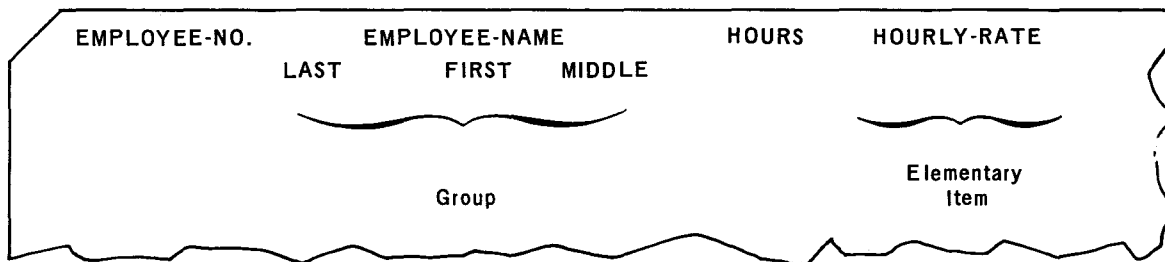 EMPLOYEE-NO. EMPLOYEE-NAME HOURS HOURLY-RATE
LAST FIRST MIDDLE
Group
Elementary
Item